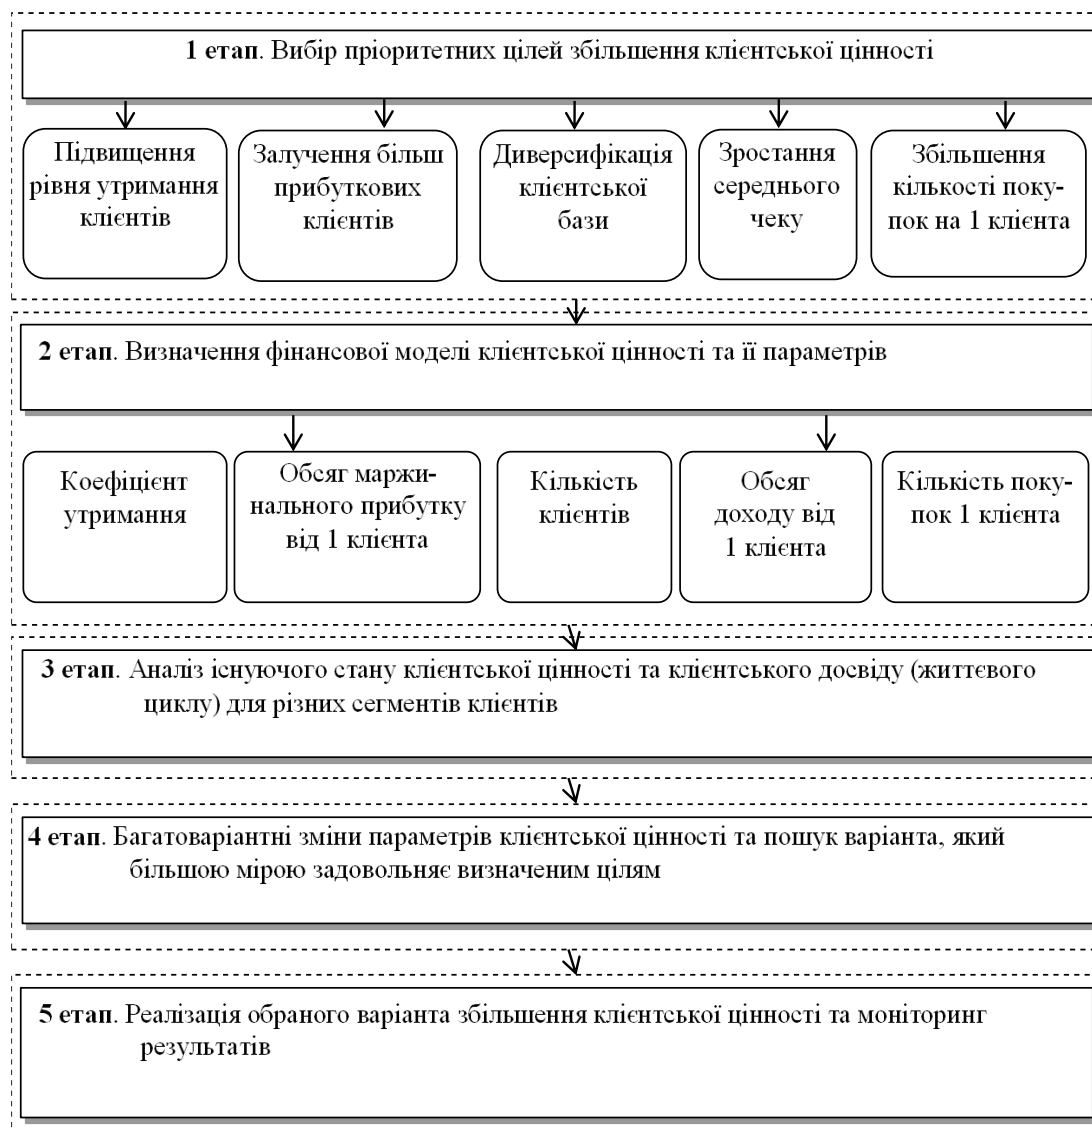 1 етап. Вибір пріоритетних цілей збільшення клієнтської цінності
Підвищення
рівня утримання
клієнтів
Залучення більш
прибуткових
клієнтів
Диверсифікація
клієнтської
бази
Зростання
середнього
чеку
Збільшення
кількості поку-
пок на 1 клієнта
2 етап. Визначення фінансової моделі клієнтської цінності та її параметрів
Коефіцієнт
утримання
Обсяг маржи-
нального прибутку
від 1 клієнта
Кількість
клієнтів
Обсяг
доходу від
1 клієнта
Кількість поку-
пок 1 клієнта
3 етап. Аналіз існуючого стану клієнтської цінності та клієнтського досвіду (життєвого
циклу) для різних сегментів клієнтів
4 етап. Багатоваріантні зміни параметрів клієнтської цінності та пошук варіанта, який
більшою мірою задовольняє визначеним цілям
5 етап. Реалізація обраного варіанта збільшення клієнтської цінності та моніторинг
результатів